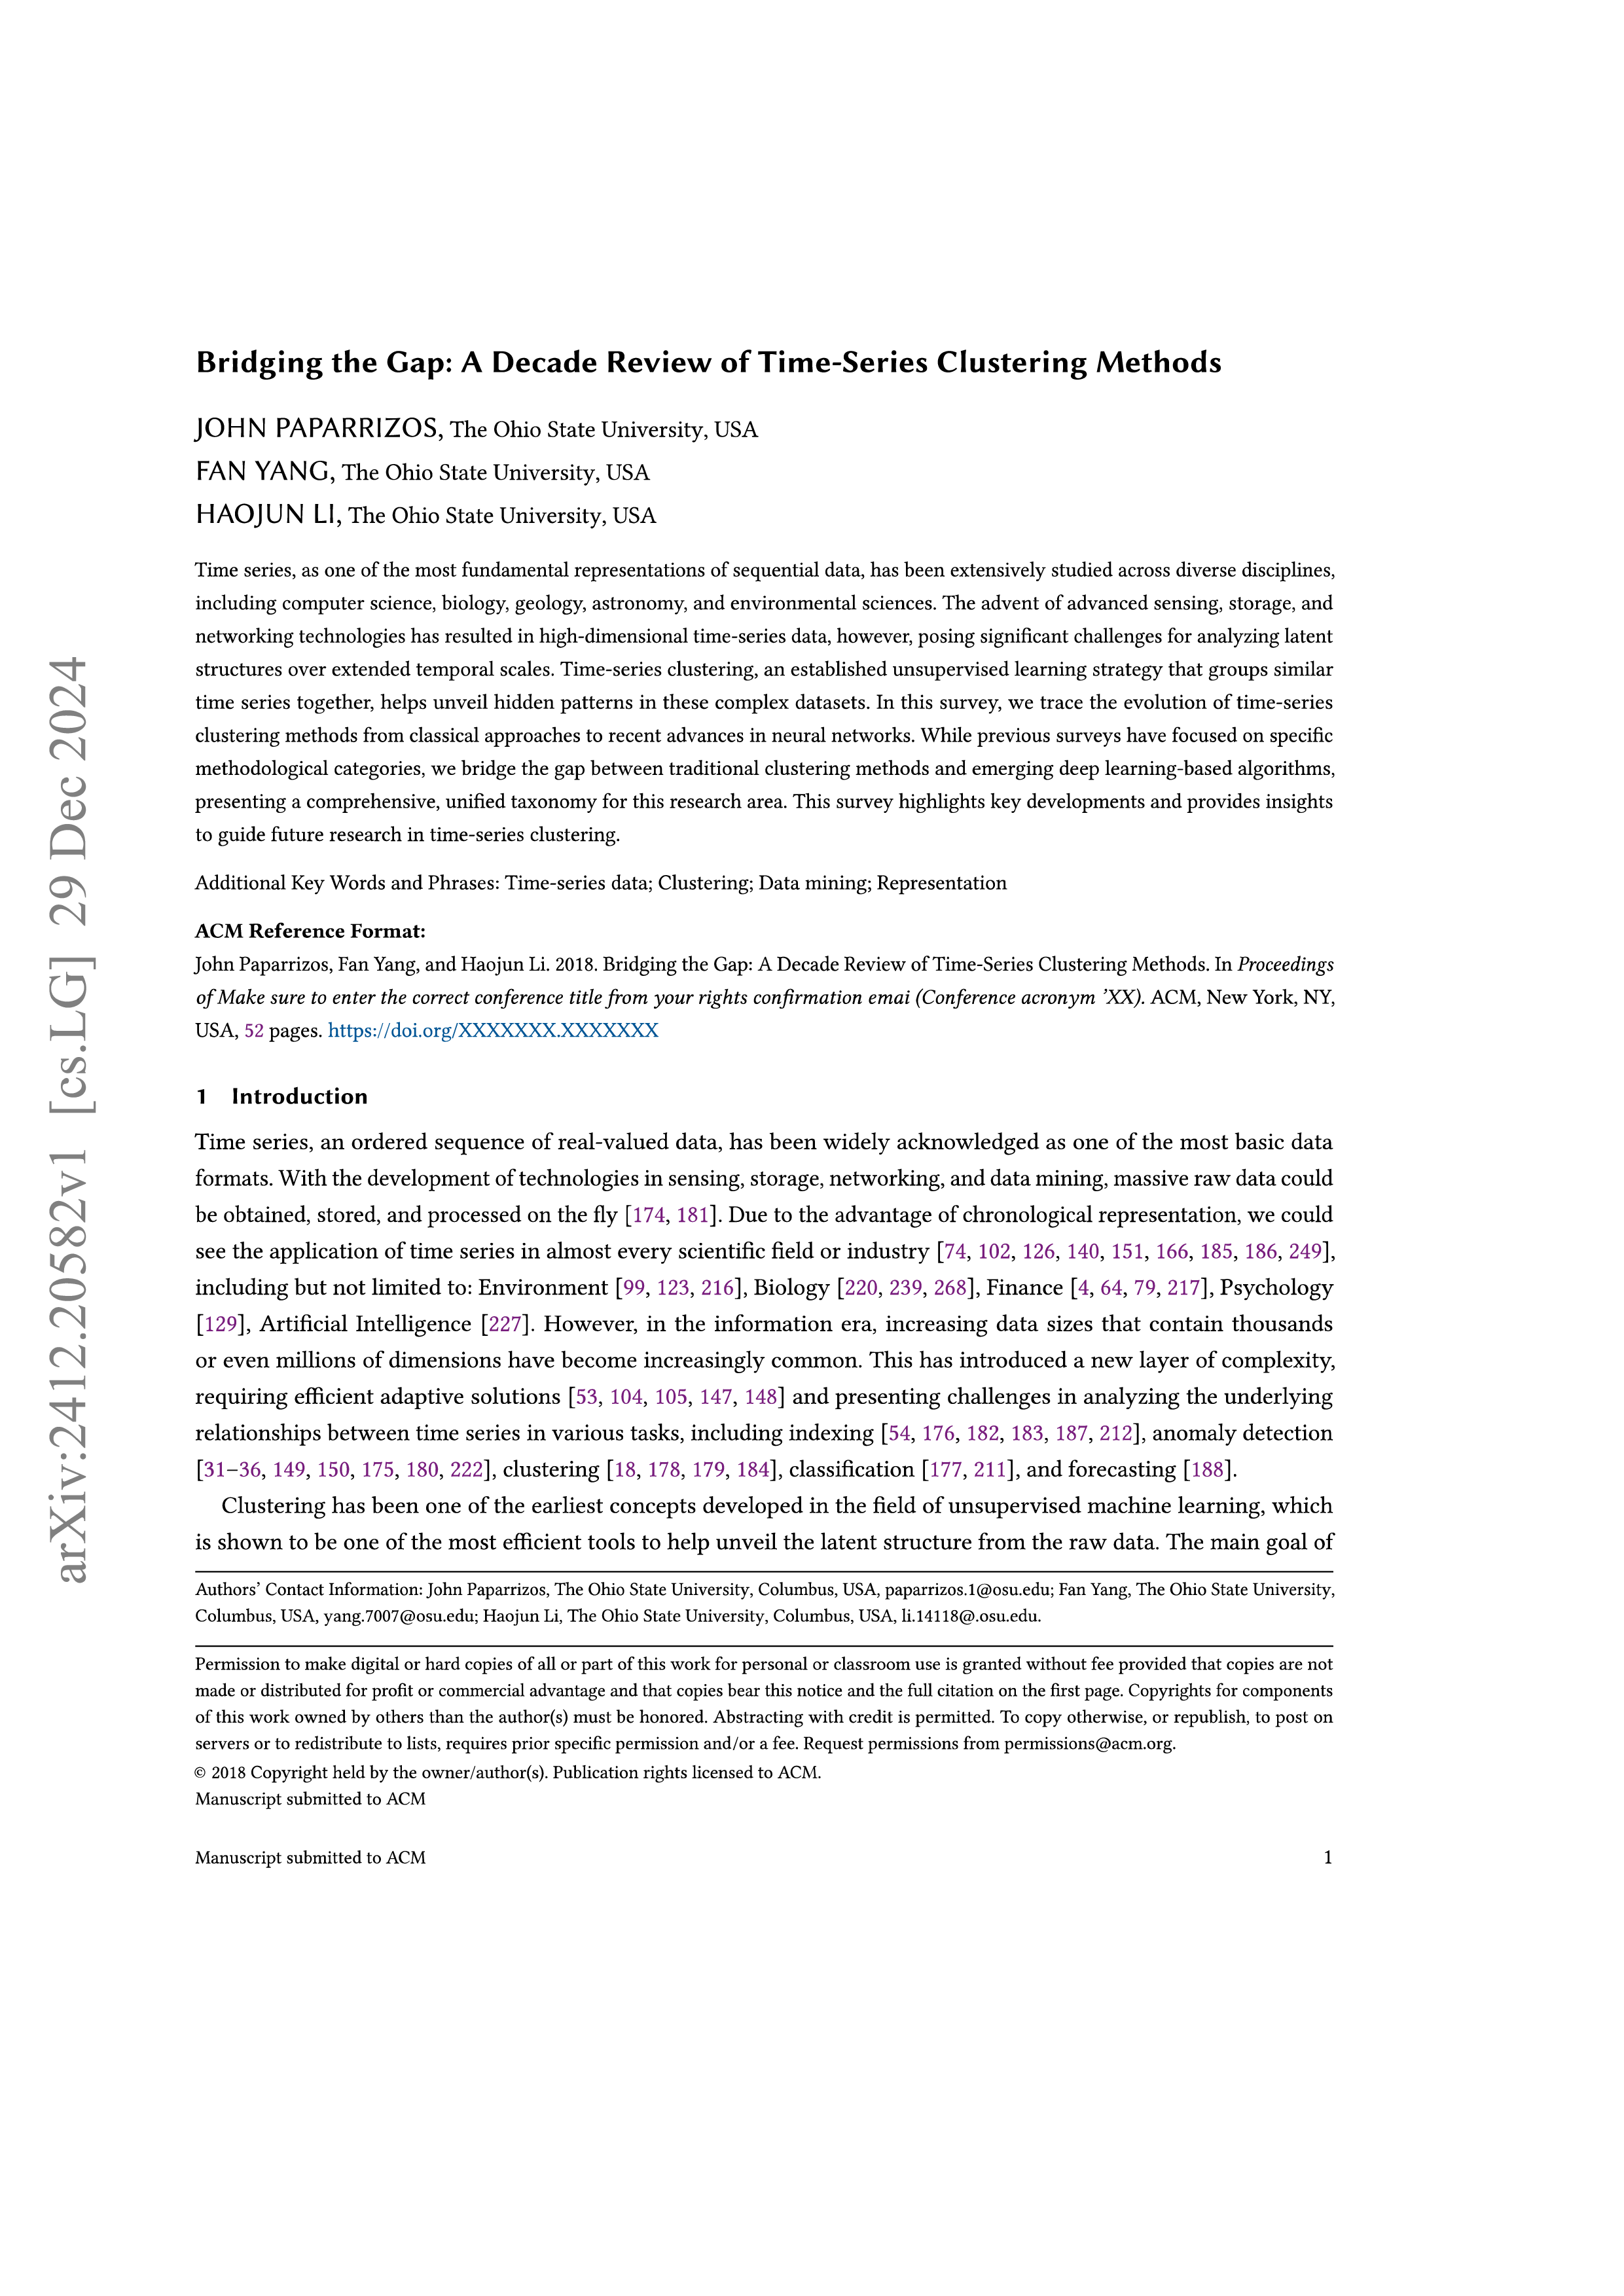 arXiv:2412.20582v1 [cs.LG] 29 Dec 2024
Bridging the Gap: A Decade Review of Time-Series Clustering Methods
JOHN PAPARRIZOS, The Ohio State University, USA
FAN YANG, The Ohio State University, USA
HAOJUN LI, The Ohio State University, USA
Time series, as one of the most fundamental representations of sequential data, has been extensively studied across diverse disciplines,
including computer science, biology, geology, astronomy, and environmental sciences. The advent of advanced sensing, storage, and
networking technologies has resulted in high-dimensional time-series data, however, posing significant challenges for analyzing latent
structures over extended temporal scales. Time-series clustering, an established unsupervised learning strategy that groups similar
time series together, helps unveil hidden patterns in these complex datasets. In this survey, we trace the evolution of time-series
clustering methods from classical approaches to recent advances in neural networks. While previous surveys have focused on specific
methodological categories, we bridge the gap between traditional clustering methods and emerging deep learning-based algorithms,
presenting a comprehensive, unified taxonomy for this research area. This survey highlights key developments and provides insights
to guide future research in time-series clustering.
Additional Key Words and Phrases: Time-series data; Clustering; Data mining; Representation
ACM Reference Format:
John Paparrizos, Fan Yang, and Haojun Li. 2018. Bridging the Gap: A Decade Review of Time-Series Clustering Methods. In Proceedings
of Make sure to enter the correct conference title from your rights confirmation emai (Conference acronym ’XX). ACM, New York, NY,
USA, 52 pages. https://doi.org/XXXXXXX.XXXXXXX
1 Introduction
Time series, an ordered sequence of real-valued data, has been widely acknowledged as one of the most basic data
formats. With the development of technologies in sensing, storage, networking, and data mining, massive raw data could
be obtained, stored, and processed on the fly [174, 181]. Due to the advantage of chronological representation, we could
see the application of time series in almost every scientific field or industry [74, 102, 126, 140, 151, 166, 185, 186, 249],
including but not limited to: Environment [99, 123, 216], Biology [220, 239, 268], Finance [4, 64, 79, 217], Psychology
[129], Artificial Intelligence [227]. However, in the information era, increasing data sizes that contain thousands
or even millions of dimensions have become increasingly common. This has introduced a new layer of complexity,
requiring efficient adaptive solutions [53, 104, 105, 147, 148] and presenting challenges in analyzing the underlying
relationships between time series in various tasks, including indexing [54, 176, 182, 183, 187, 212], anomaly detection
[31–36, 149, 150, 175, 180, 222], clustering [18, 178, 179, 184], classification [177, 211], and forecasting [188].
Clustering has been one of the earliest concepts developed in the field of unsupervised machine learning, which
is shown to be one of the most efficient tools to help unveil the latent structure from the raw data. The main goal of
Authors’ Contact Information: John Paparrizos, The Ohio State University, Columbus, USA, paparrizos.1@osu.edu; Fan Yang, The Ohio State University,
Columbus, USA, yang.7007@osu.edu; Haojun Li, The Ohio State University, Columbus, USA, li.14118@.osu.edu.
Permission to make digital or hard copies of all or part of this work for personal or classroom use is granted without fee provided that copies are not
made or distributed for profit or commercial advantage and that copies bear this notice and the full citation on the first page. Copyrights for components
of this work owned by others than the author(s) must be honored. Abstracting with credit is permitted. To copy otherwise, or republish, to post on
servers or to redistribute to lists, requires prior specific permission and/or a fee. Request permissions from permissions@acm.org.
© 2018 Copyright held by the owner/author(s). Publication rights licensed to ACM.
Manuscript submitted to ACM
Manuscript submitted to ACM 1